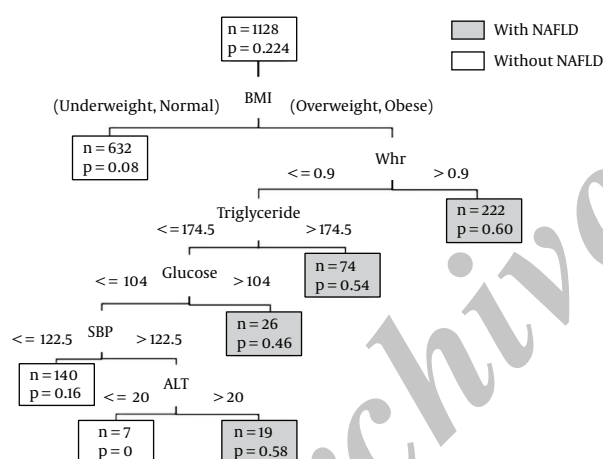 n = 1128
p = 0.224
With NAFLD
Without NAFLD
BMI
(Underweight, Normal)
(Overweight, Obese)
n = 632
p = 0.08
Whr
<= 0.9
> 0.9
n = 222
p = 0.60
Triglyceride
<=174.5
>174.5
n = 74
p = 0.54
Glucose
<= 104
>104
n = 26
p = 0.46
SBP
<= 122.5
>122.5
n = 140
p = 0.16
ALT
<= 20
>20
n = 7
p = 0
n = 19
p = 0.58